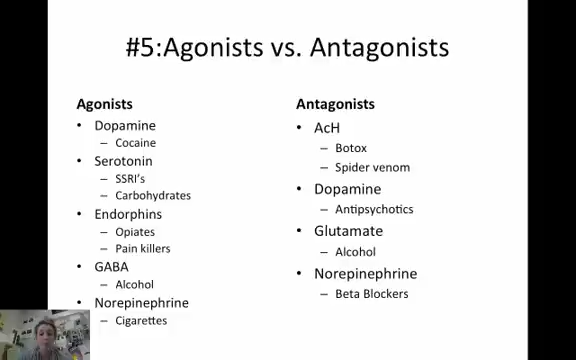 #5:Agonists vs. Antagonists
Agonists
• Dopamine
– Cocaine
• Serotonin
– SSRI's
– Carbohydrates
• Endorphins
– Opiates
– Pain killers
• GABA
– Alcohol
• Norepinephrine
– Cigarettes
Antagonists
• AcH
– Botox
– Spider venom
• Dopamine
– Antipsychotics
• Glutamate
– Alcohol
• Norepinephrine
– Beta Blockers